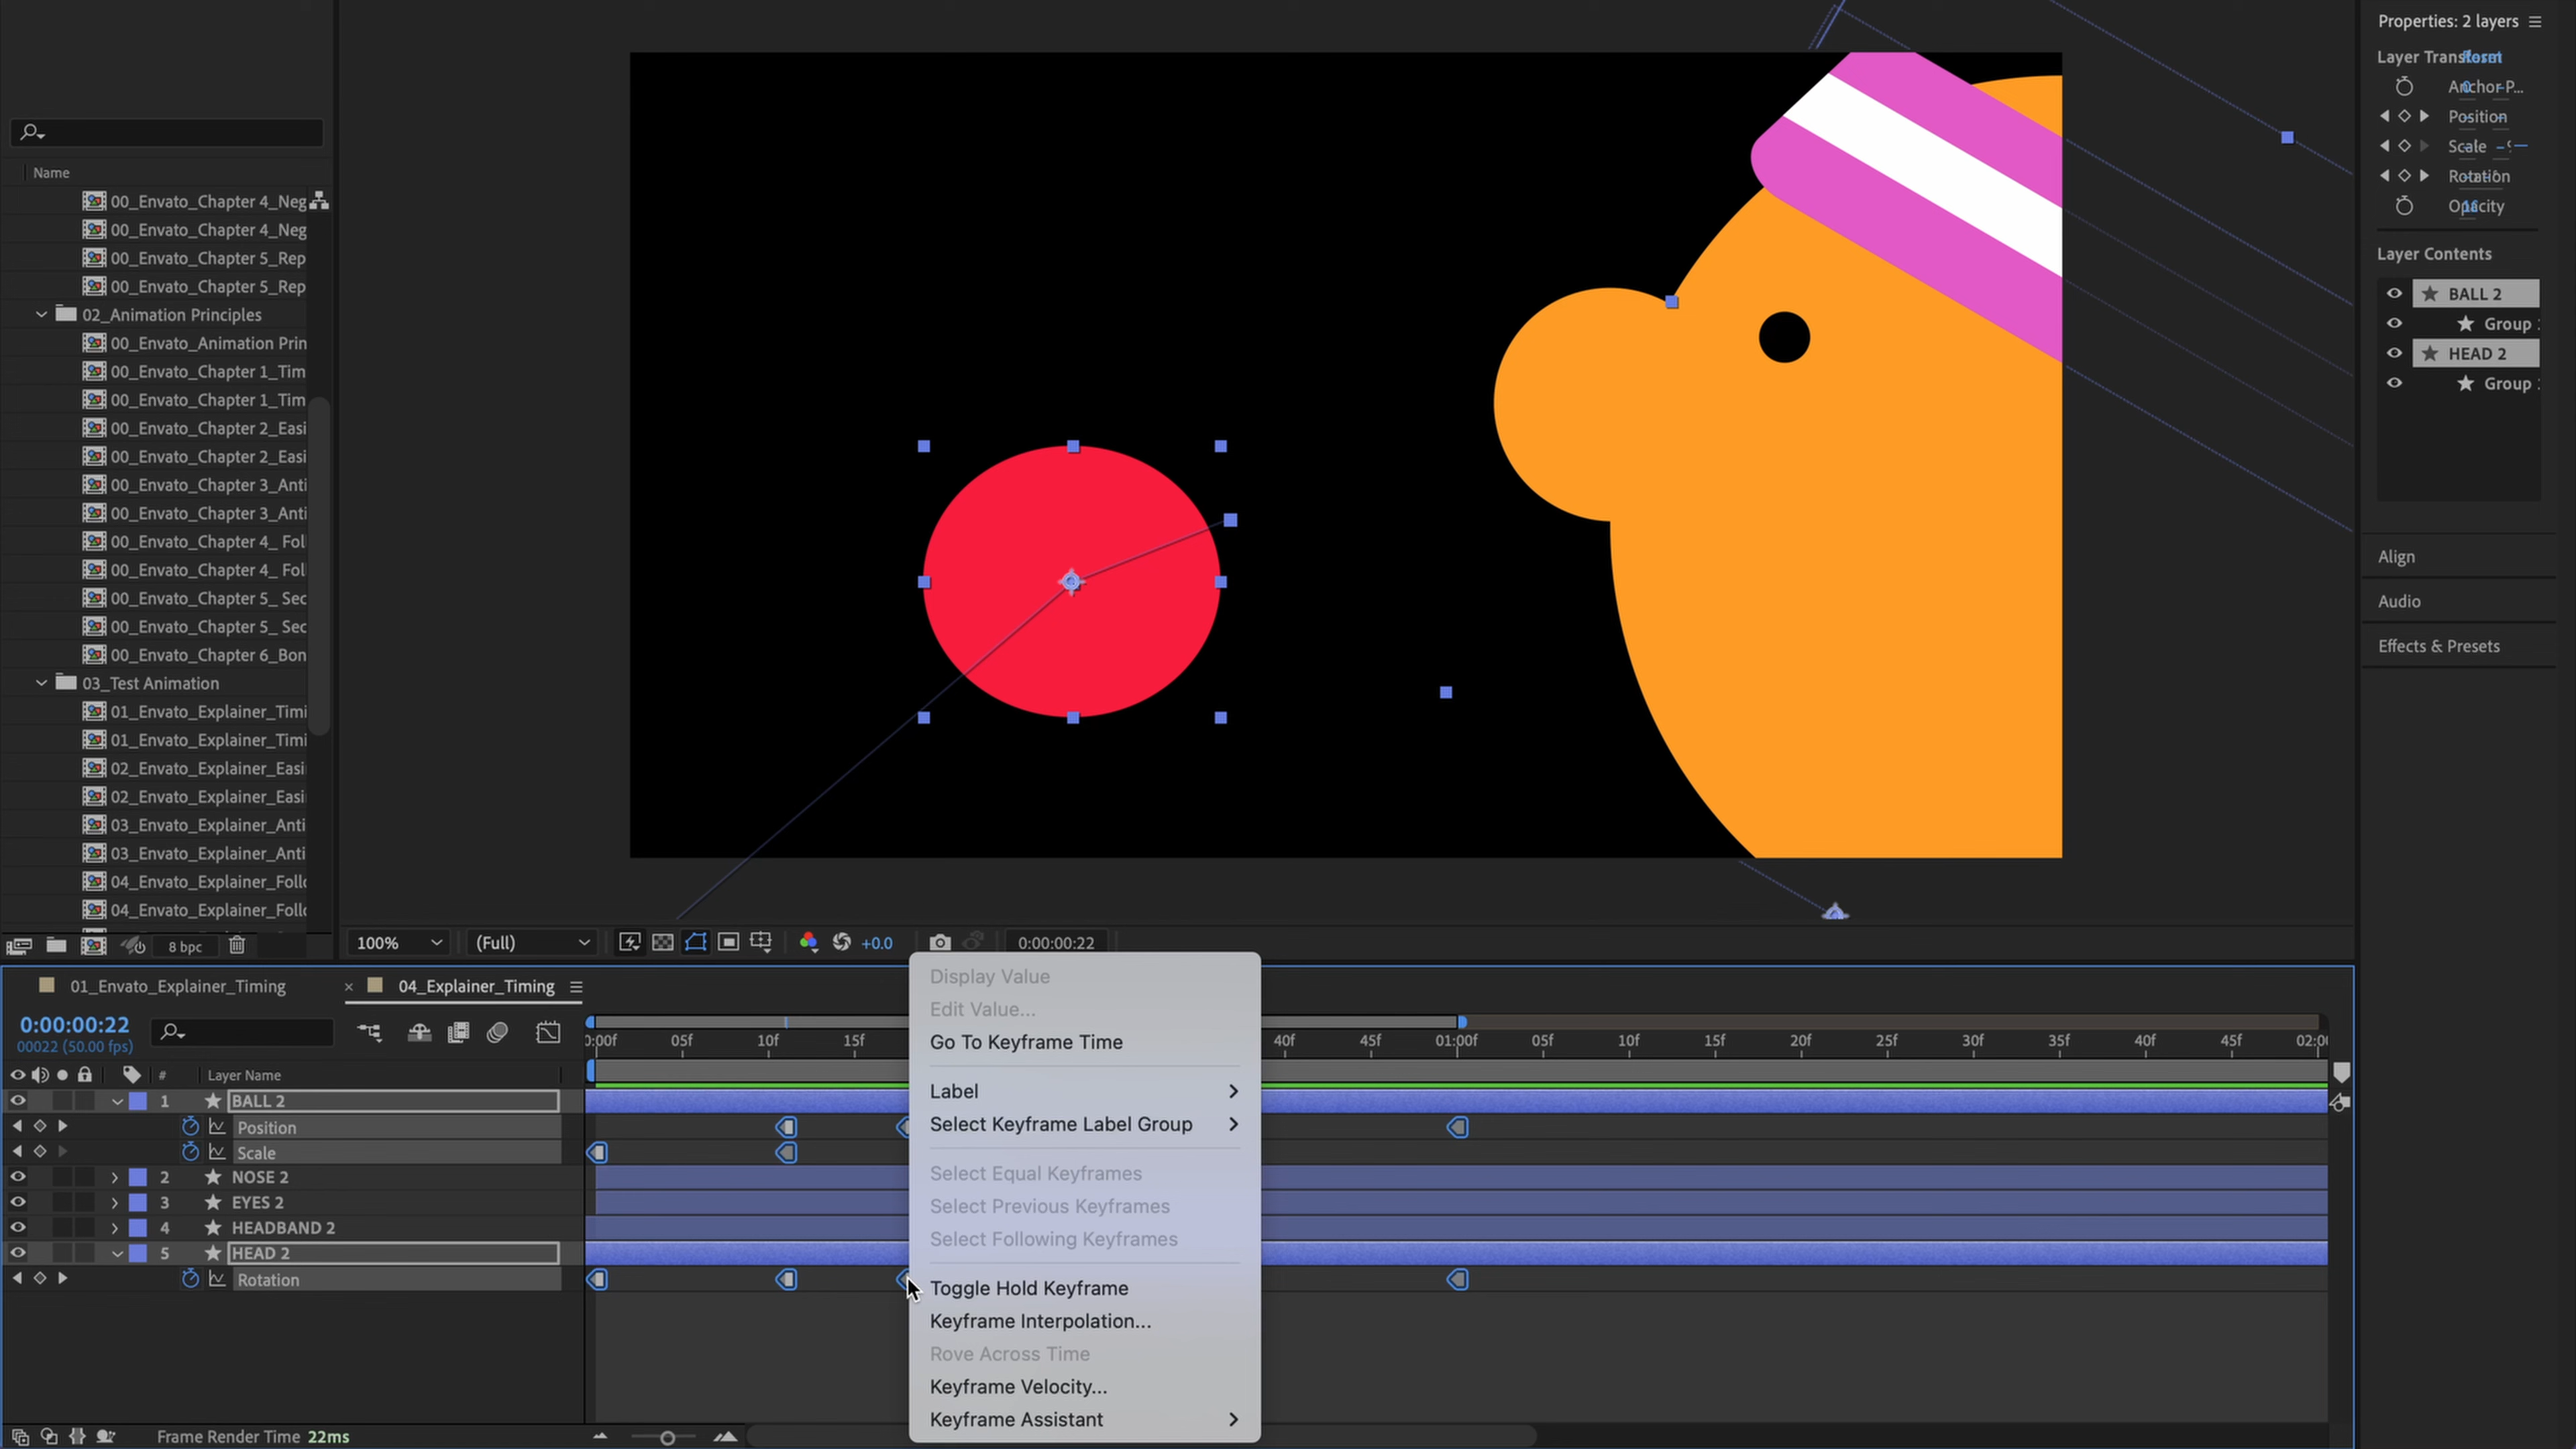 Name
00_Envato_Chapter 4_Neg
00_Envato_Chapter 4_Neg
00_Envato_Chapter 5_Rep
00_Envato_Chapter 5_Rep
02_Animation Principles
00_Envato_Animation Prin
00_Envato_Chapter 1_Tim
00_Envato_Chapter 1_Tim
00_Envato_Chapter 2_Easi
00_Envato_Chapter 2_Easi
00_Envato_Chapter 3_Anti
00_Envato_Chapter 3_Anti
00_Envato_Chapter 4_ Fol
00_Envato_Chapter 4_ Fol
00_Envato_Chapter 5_ Sec
00_Envato_Chapter 5_ Sec
00_Envato_Chapter 6_Bon
03_Test Animation
01_Envato_Explainer_Timi
01_Envato_Explainer_Timi
02_Envato_Explainer_Easi
02_Envato_Explainer_Easi
03_Envato_Explainer_Anti
03_Envato_Explainer_Anti
04_Envato_Explainer_Follo
04_Envato_Explainer_Follo
8 bpc
100% (Full) +0.0 0:00:00:22
Properties: 2 layers
Layer Transform Reset
Anchor P...
Position
Scale
Rotation
Opacity
Layer Contents
BALL 2
Group
HEAD 2
Group
Align
Audio
Effects & Presets
01_Envato_Explainer_Timing × 04_Explainer_Timing
0:00:00:22
00022 (50.00 fps)
0:00f 05f 10f 15f 40f 45f 01:00f 05f 10f 15f 20f 25f 30f 35f 40f 45f 02:0
# Layer Name
1 BALL 2
Position
Scale
2 NOSE 2
3 EYES 2
4 HEADBAND 2
5 HEAD 2
Rotation
Display Value
Edit Value...
Go To Keyframe Time
Label
Select Keyframe Label Group
Select Equal Keyframes
Select Previous Keyframes
Select Following Keyframes
Toggle Hold Keyframe
Keyframe Interpolation...
Rove Across Time
Keyframe Velocity...
Keyframe Assistant
Frame Render Time 22ms